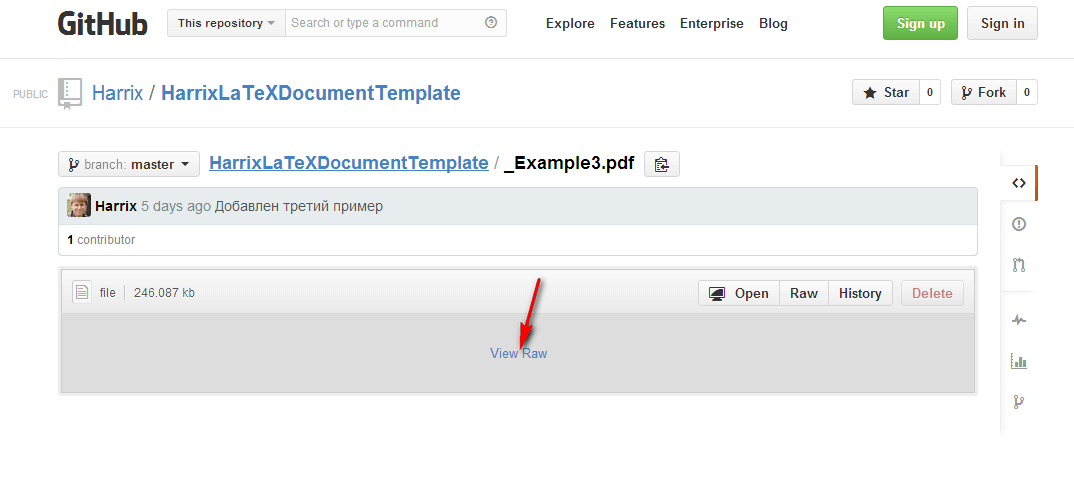 GitHub This repository Search or type a command Explore Features Enterprise Blog Sign up Sign in
PUBLIC Harrix / HarrixLaTeXDocumentTemplate Star 0 Fork 0
branch: master HarrixLaTeXDocumentTemplate / _Example3.pdf
Harrix 5 days ago Добавлен третий пример
1 contributor
file 246.087 kb Open Raw History Delete
View Raw